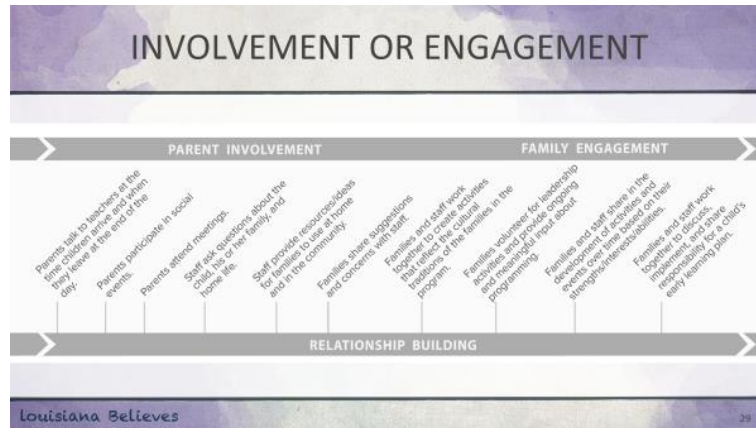 INVOLVEMENT OR ENGAGEMENT
PARENT INVOLVEMENT
FAMILY ENGAGEMENT
Parents talk to teachers at the
time children arrive and when
they leave at the end of the
day.
Parents participate in social
events.
Parents attend meetings.
Staff ask questions about the
child, his or her family, and
home life.
Staff provide resources/ideas
for families to use at home
and in the community.
Families share suggestions
and concerns with staff.
Families and staff work
together to create activities
that reflect the cultural
traditions of the families in the
program.
Families volunteer for leadership
activities and provide ongoing
and meaningful input about
programming.
Families and staff share in the
development of activities and
events over time based on their
strengths/interests/abilities.
Families and staff work
together to discuss,
implement, and share
responsibility for a child's
early learning plan.
RELATIONSHIP BUILDING
Louisiana Believes
29